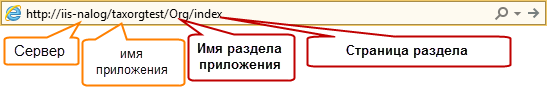 http://iis-nalog/taxorgtest/Org/index
Сервер
имя
приложения
Имя раздела
приложения
Страница раздела